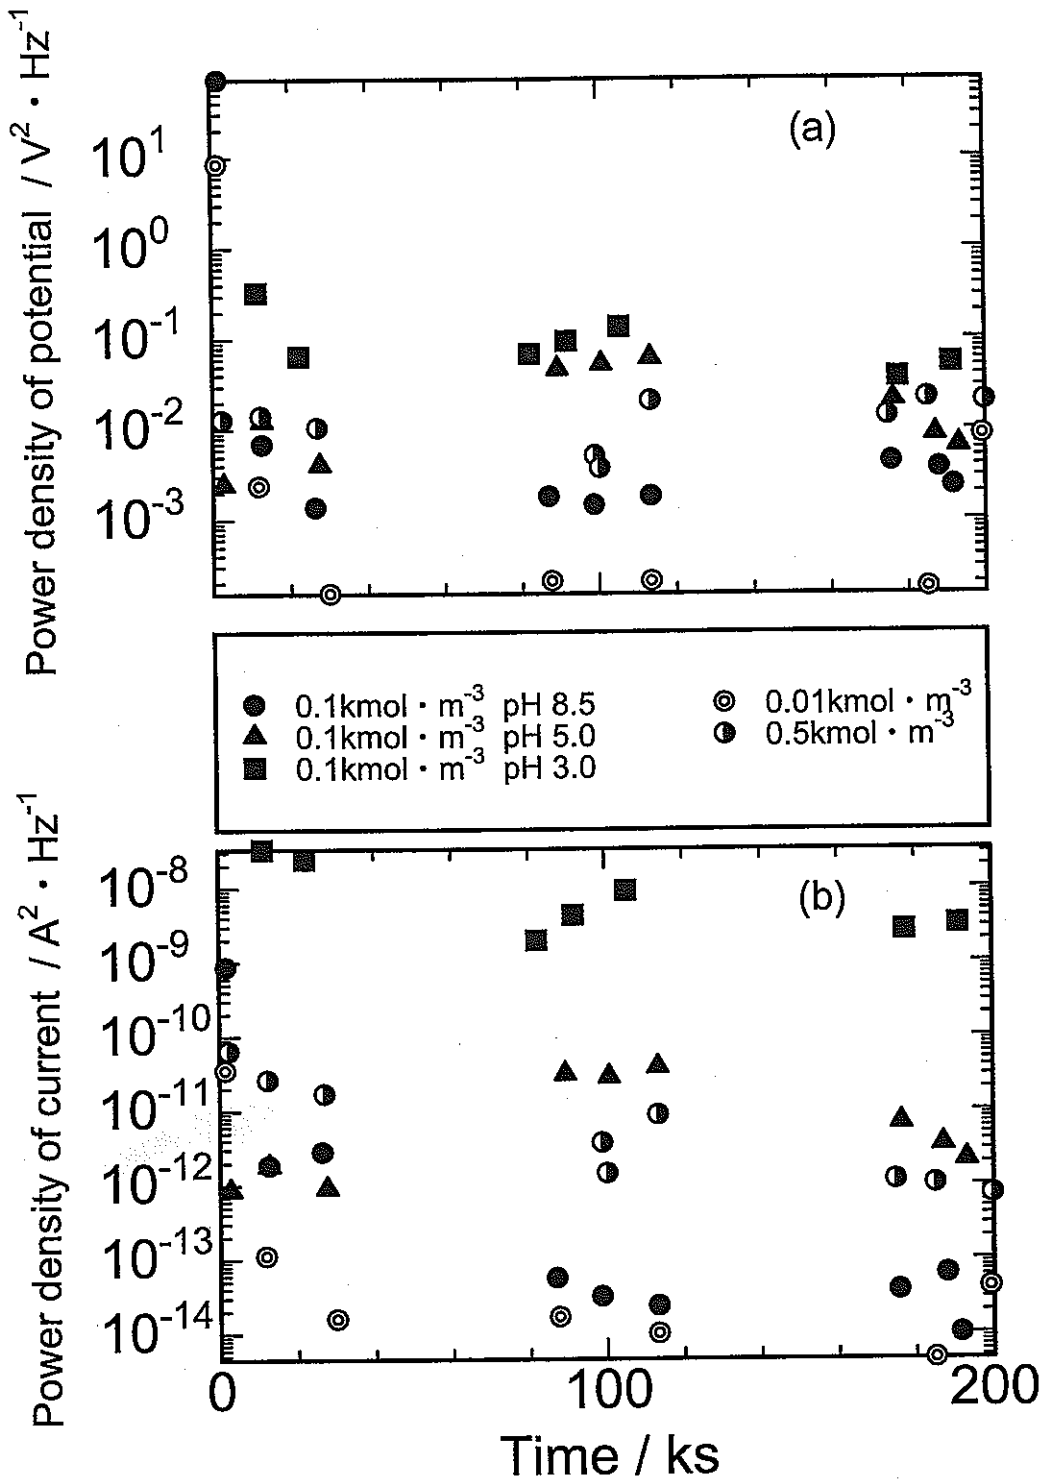 Power density of potential / V² · Hz⁻¹
(a)
10¹
10⁰
10⁻¹
10⁻²
10⁻³
0.1kmol · m⁻³ pH 8.5
0.1kmol · m⁻³ pH 5.0
0.1kmol · m⁻³ pH 3.0
0.01kmol · m⁻³
0.5kmol · m⁻³
Power density of current / A² · Hz⁻¹
(b)
10⁻⁸
10⁻⁹
10⁻¹⁰
10⁻¹¹
10⁻¹²
10⁻¹³
10⁻¹⁴
0 100 200
Time / ks